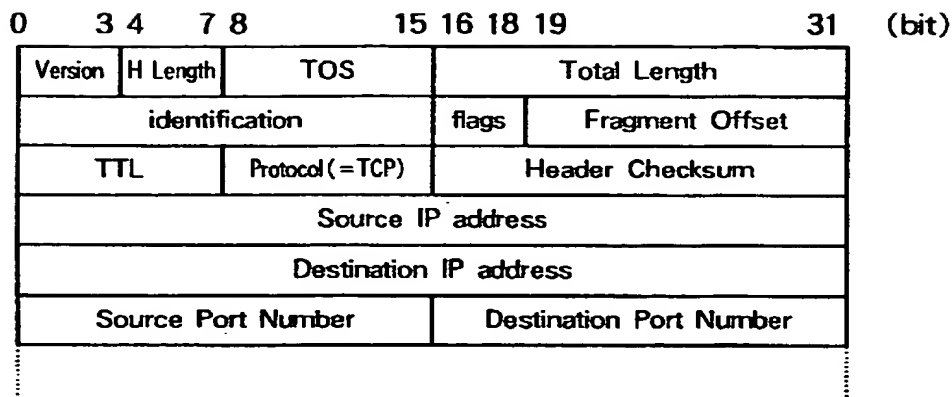 0 3 4 7 8 15 16 18 19 31 (bit)
Version H Length TOS Total Length
identification flags Fragment Offset
TTL Protocol(=TCP) Header Checksum
Source IP address
Destination IP address
Source Port Number Destination Port Number